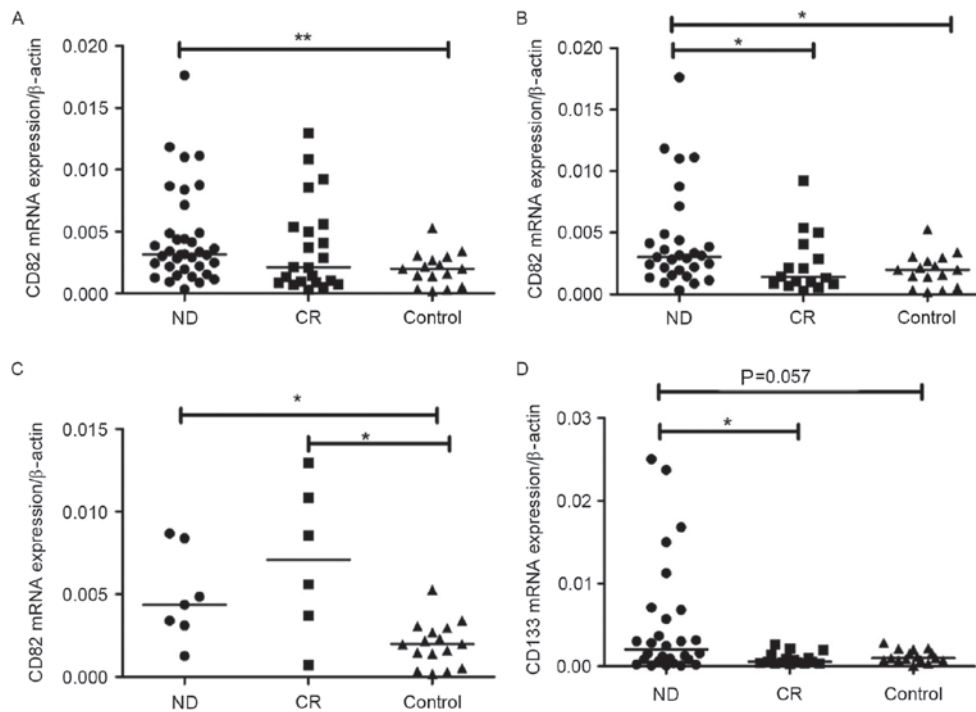 A
CD82 mRNA expression/β-actin
0.020
0.015
0.010
0.005
0.000
**
ND CR Control
B
CD82 mRNA expression/β-actin
0.020
0.015
0.010
0.005
0.000
*
*
ND CR Control
C
CD82 mRNA expression/β-actin
0.015
0.010
0.005
0.000
*
*
ND CR Control
D
CD133 mRNA expression/β-actin
0.03
0.02
0.01
0.00
P=0.057
*
ND CR Control